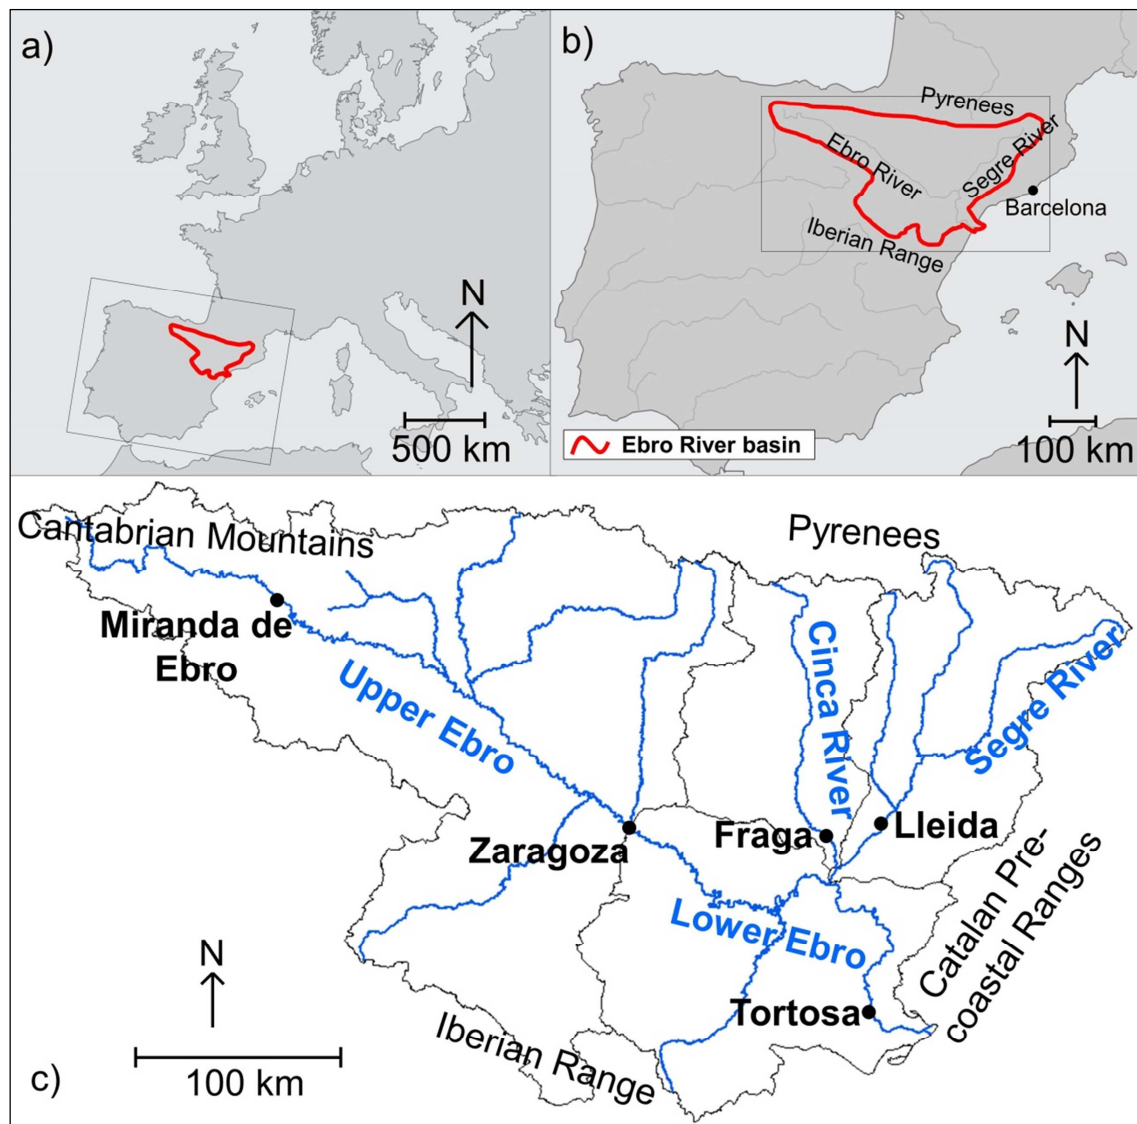 a)
N
500 km
b)
Pyrenees
Ebro River
Segre River
Barcelona
Iberian Range
N
100 km
Ebro River basin
Cantabrian Mountains
Pyrenees
Miranda de
Ebro
Upper Ebro
Cinca River
Segre River
Zaragoza
Fraga
Lleida
Lower Ebro
Catalan Pre-
coastal Ranges
Tortosa
Iberian Range
N
100 km
c)